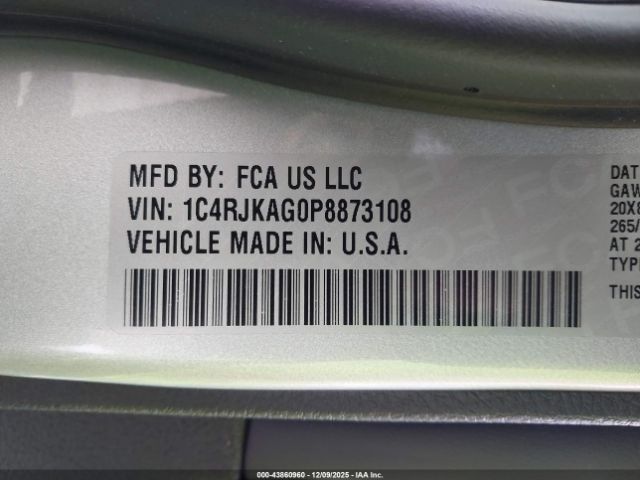 MFD BY: FCA US LLC
VIN: 1C4RJKAG0P8873108
VEHICLE MADE IN: U.S.A.
DAT
GAW
20X8
265/
AT 2
TYPE
THIS
000-43860960 - 12/09/2025 - IAA Inc.